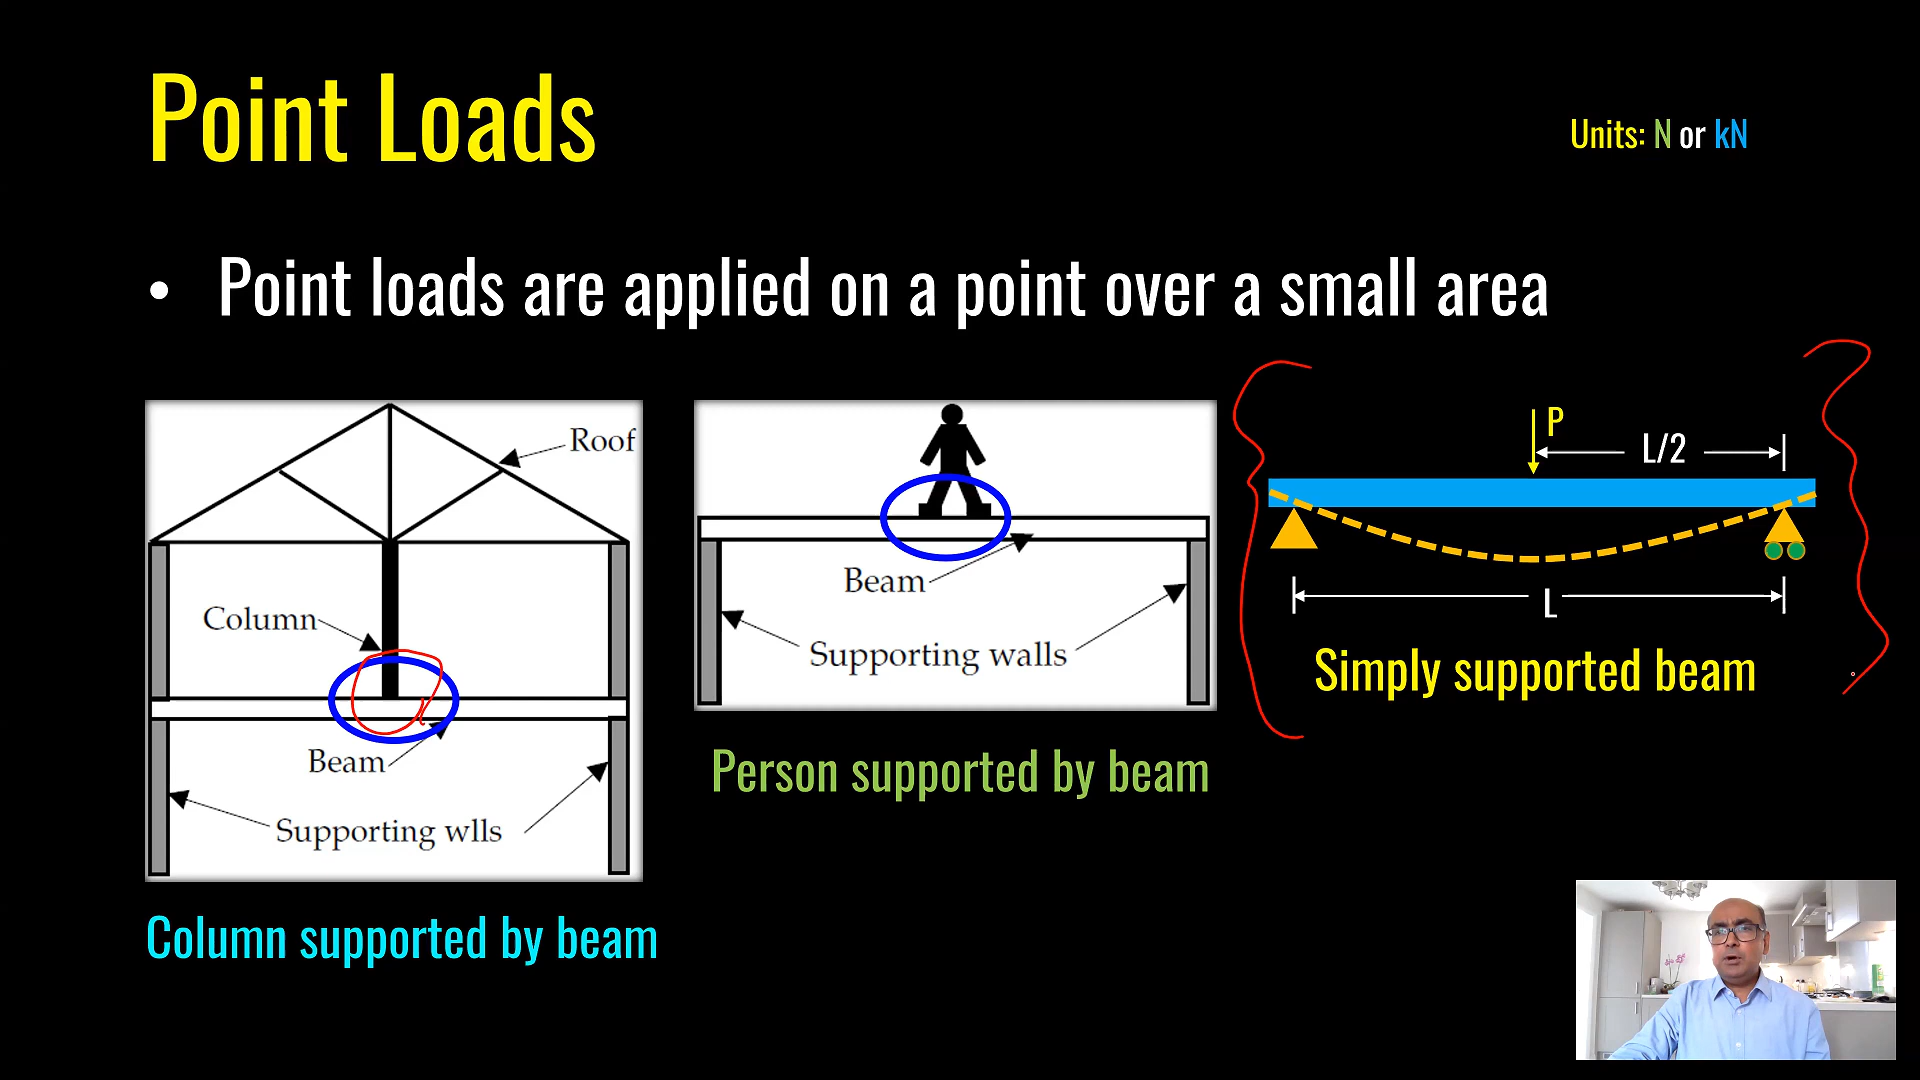 Point Loads
Units: N or kN
• Point loads are applied on a point over a small area
Roof
Column
Beam
Supporting wlls
Column supported by beam
Beam
Supporting walls
Person supported by beam
P
L/2
L
Simply supported beam